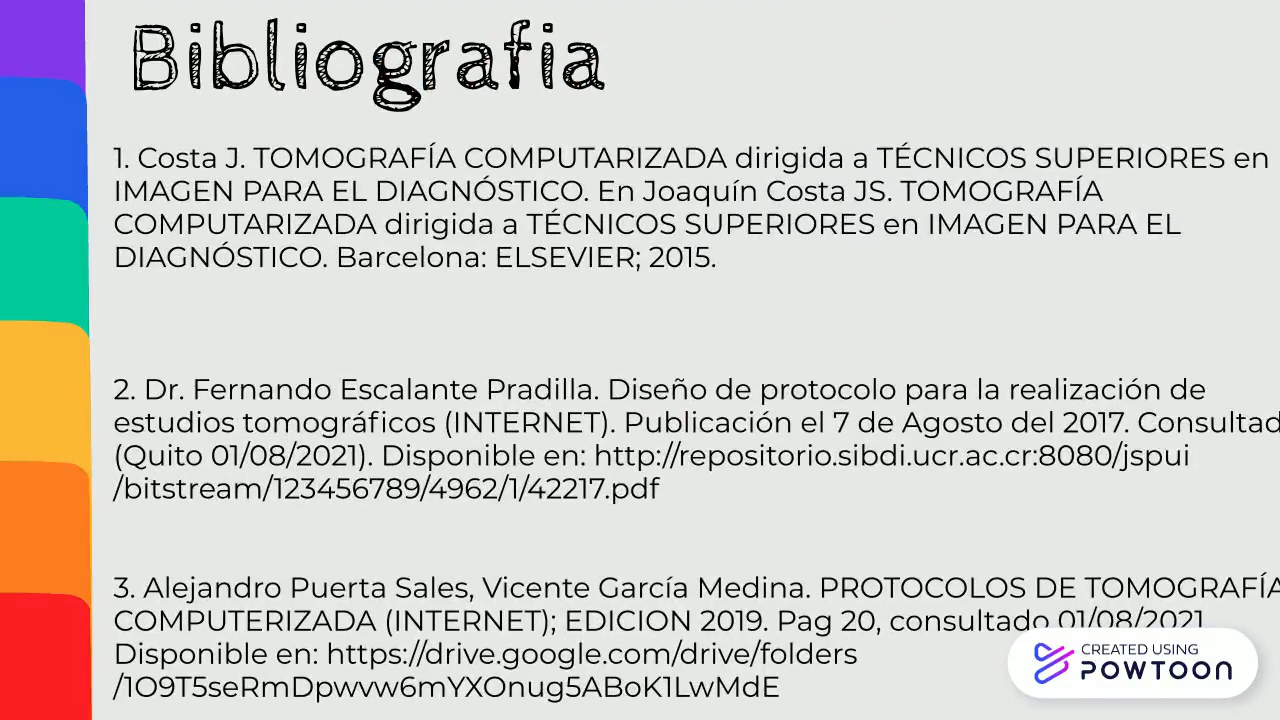 Bibliografia
1. Costa J. TOMOGRAFÍA COMPUTARIZADA dirigida a TÉCNICOS SUPERIORES en
IMAGEN PARA EL DIAGNÓSTICO. En Joaquín Costa JS. TOMOGRAFÍA
COMPUTARIZADA dirigida a TÉCNICOS SUPERIORES en IMAGEN PARA EL
DIAGNÓSTICO. Barcelona: ELSEVIER; 2015.
2. Dr. Fernando Escalante Pradilla. Diseño de protocolo para la realización de
estudios tomográficos (INTERNET). Publicación el 7 de Agosto del 2017. Consultad
(Quito 01/08/2021). Disponible en: http://repositorio.sibdi.ucr.ac.cr:8080/jspui
/bitstream/123456789/4962/1/42217.pdf
3. Alejandro Puerta Sales, Vicente García Medina. PROTOCOLOS DE TOMOGRAFÍA
COMPUTERIZADA (INTERNET); EDICION 2019. Pag 20, consultado 01/08/2021
Disponible en: https://drive.google.com/drive/folders
/1O9T5seRmDpwvw6mYXOnug5ABoK1LwMdE
CREATED USING
POWTOON